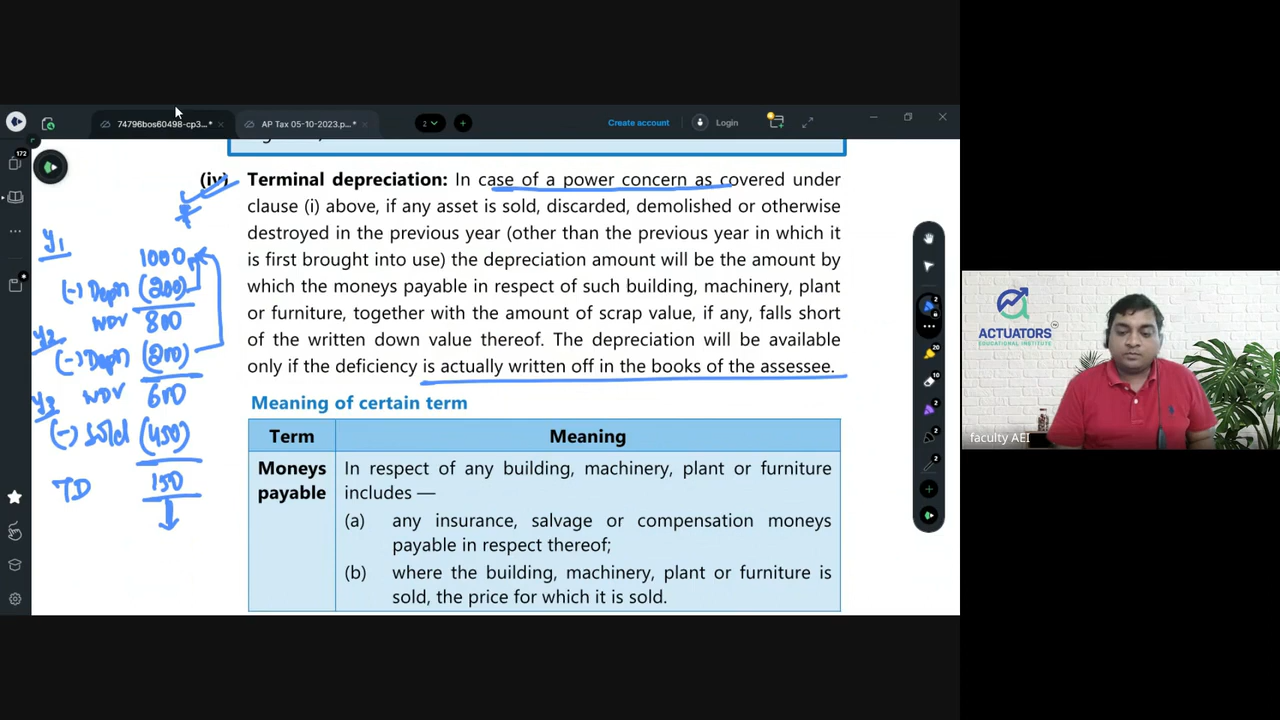 74796bos60498-cp3...*
AP Tax 05-10-2023.p...*
2
Create account
Login
172
(iv) Terminal depreciation: In case of a power concern as covered under
clause (i) above, if any asset is sold, discarded, demolished or otherwise
destroyed in the previous year (other than the previous year in which it
is first brought into use) the depreciation amount will be the amount by
which the moneys payable in respect of such building, machinery, plant
or furniture, together with the amount of scrap value, if any, falls short
of the written down value thereof. The depreciation will be available
only if the deficiency is actually written off in the books of the assessee.
Y1
1000
(-) Depn (200)
WDV 800
Y2
(-) Depn (200)
WDV 600
Y3
(-) Sold (450)
TD 150
Meaning of certain term
Term Meaning
Moneys payable
In respect of any building, machinery, plant or furniture
includes —
(a) any insurance, salvage or compensation moneys
payable in respect thereof;
(b) where the building, machinery, plant or furniture is
sold, the price for which it is sold.
2
20
10
2
2
2
ACTUATORS
EDUCATIONAL INSTITUTE
faculty AEI